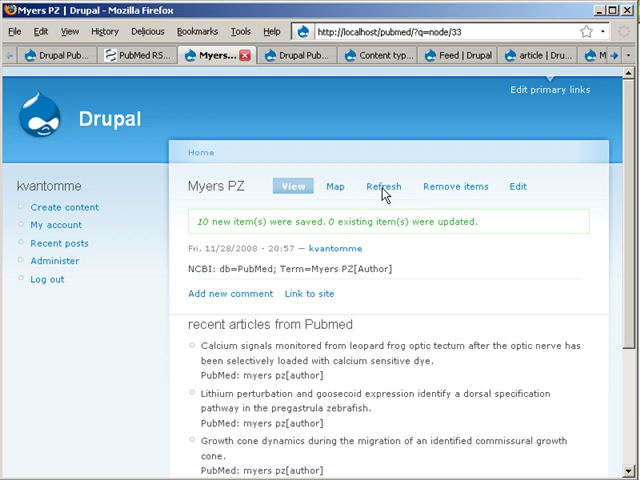 Myers PZ | Drupal - Mozilla Firefox
File Edit View History Delicious Bookmarks Tools Help http://localhost/pubmed/?q=node/33
Drupal Pub... PubMed RS... Myers... Drupal Pub... Content typ... Feed | Drupal article | Dru... M
Edit primary links
Drupal
Home
kvantomme
Create content
My account
Recent posts
Administer
Log out
Myers PZ View Map Refresh Remove items Edit
10 new item(s) were saved. 0 existing item(s) were updated.
Fri, 11/28/2008 - 20:57 — kvantomme
NCBI: db=PubMed; Term=Myers PZ[Author]
Add new comment Link to site
recent articles from Pubmed
Calcium signals monitored from leopard frog optic tectum after the optic nerve has
been selectively loaded with calcium sensitive dye.
PubMed: myers pz[author]
Lithium perturbation and goosecoid expression identify a dorsal specification
pathway in the pregastrula zebrafish.
PubMed: myers pz[author]
Growth cone dynamics during the migration of an identified commissural growth
cone.
PubMed: myers pz[author]